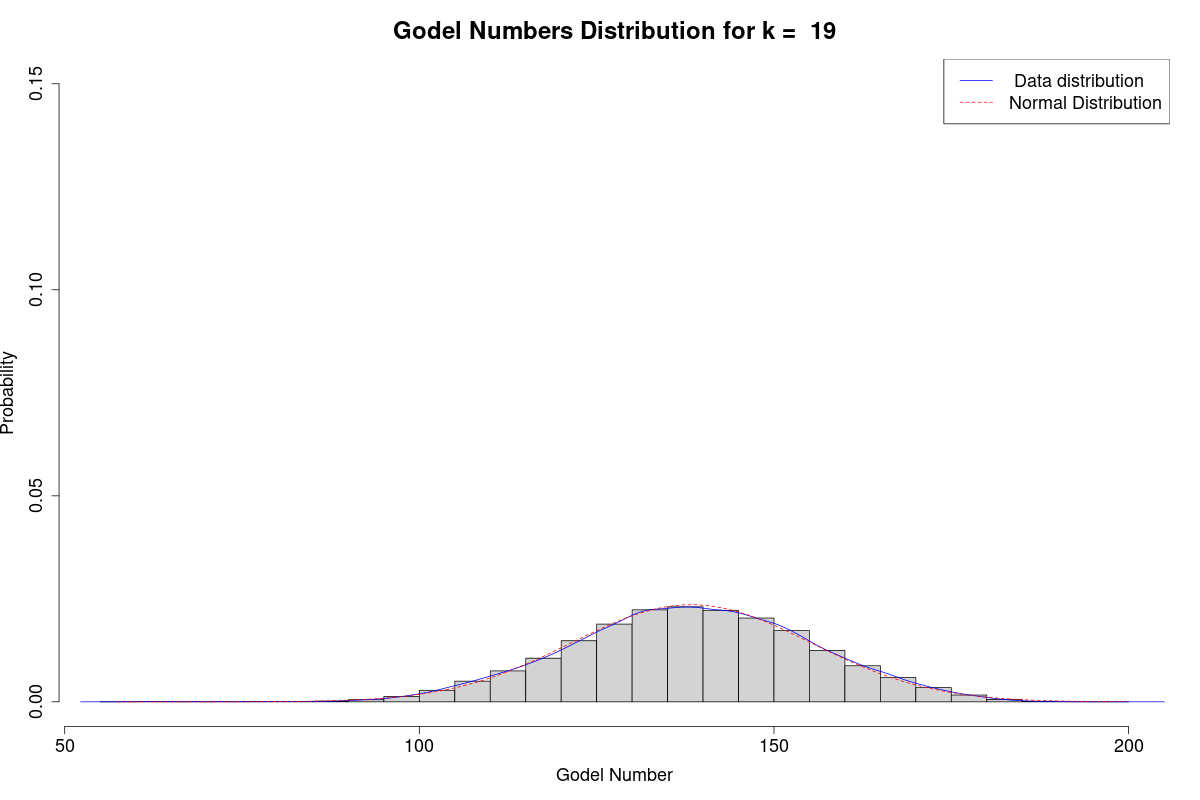 Godel Numbers Distribution for k =  19
Data distribution
Normal Distribution
0.15
0.10
0.05
0.00
Probability
50 100 150 200
Godel Number